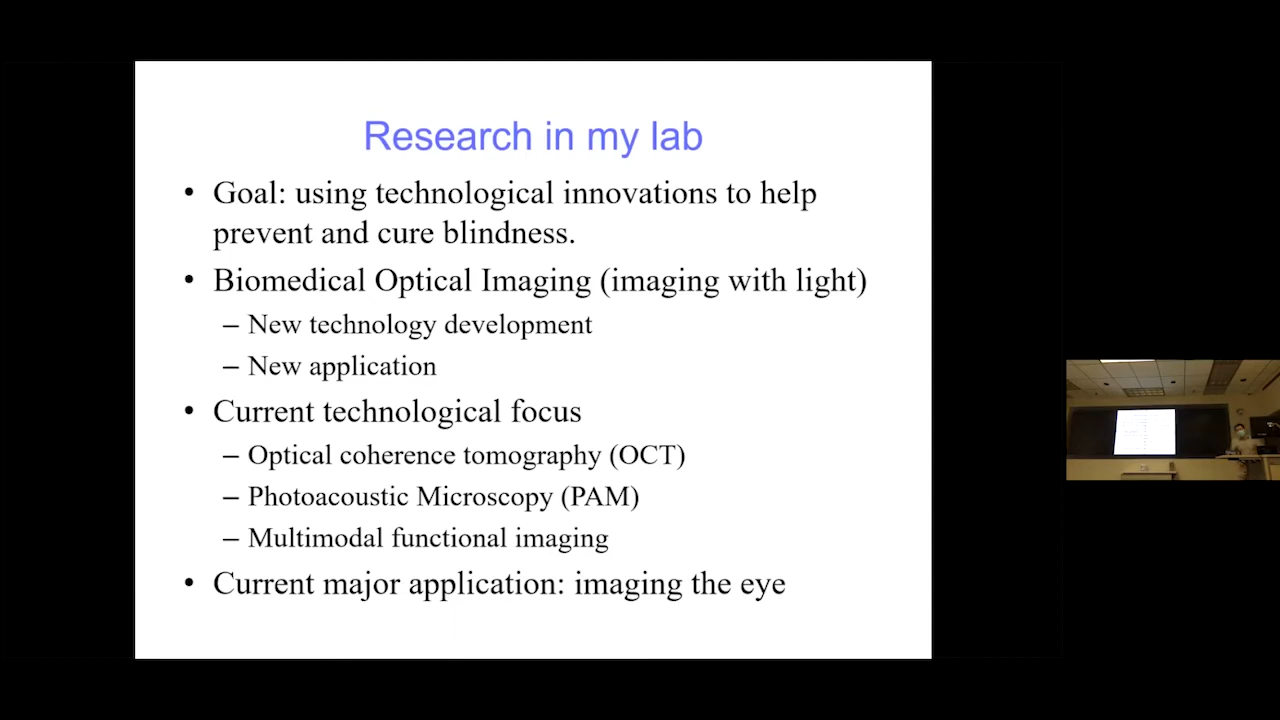 Research in my lab
• Goal: using technological innovations to help
prevent and cure blindness.
• Biomedical Optical Imaging (imaging with light)
– New technology development
– New application
• Current technological focus
– Optical coherence tomography (OCT)
– Photoacoustic Microscopy (PAM)
– Multimodal functional imaging
• Current major application: imaging the eye